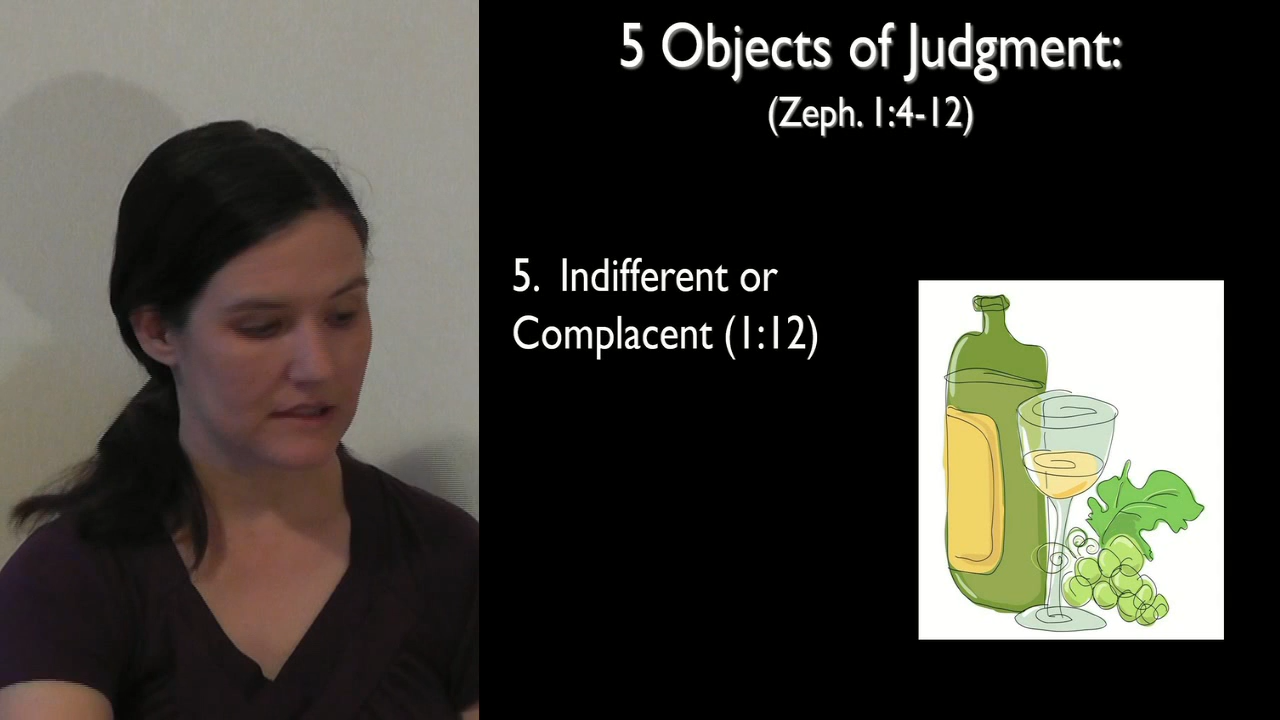 5 Objects of Judgment:
(Zeph. 1:4-12)
5. Indifferent or
Complacent (1:12)